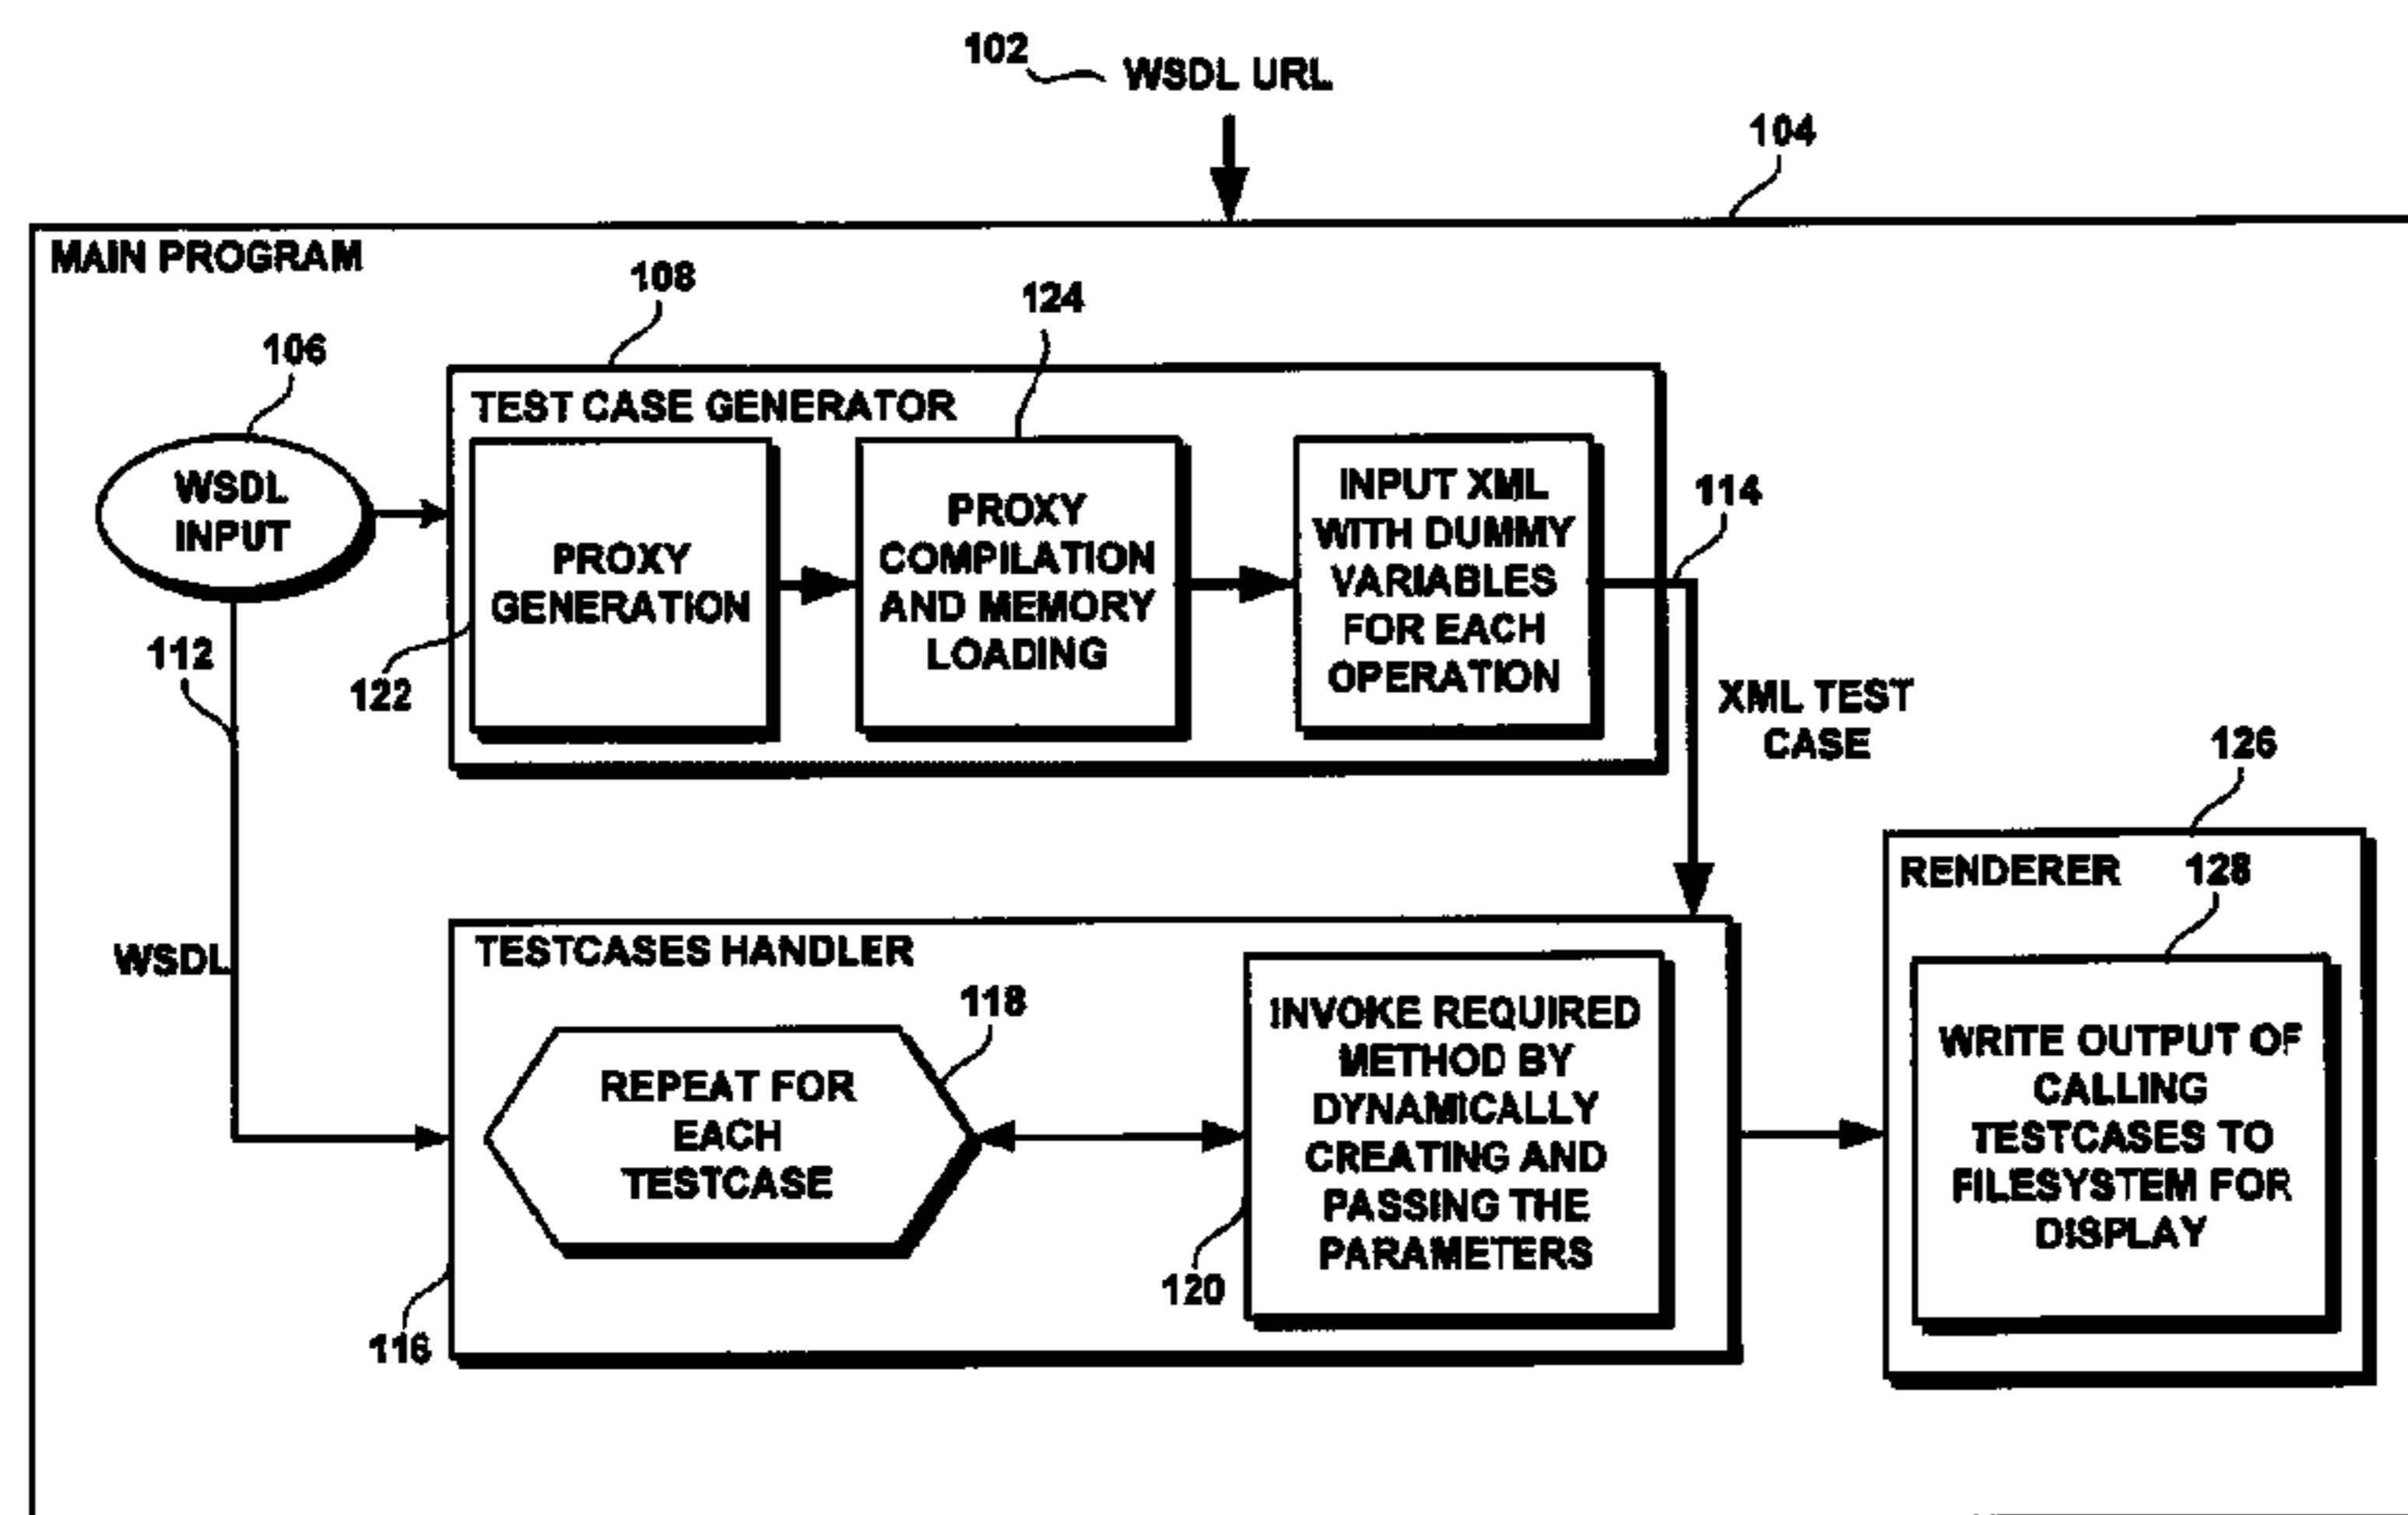 102
WSDL URL
104
MAIN PROGRAM
108
124
106
TEST CASE GENERATOR
WSDL
INPUT
PROXY
GENERATION
122
PROXY
COMPILATION
AND MEMORY
LOADING
INPUT XML
WITH DUMMY
VARIABLES
FOR EACH
OPERATION
114
XML TEST
CASE
112
WSDL
126
RENDERER
128
TESTCASES HANDLER
118
REPEAT FOR
EACH
TESTCASE
116
INVOKE REQUIRED
METHOD BY
DYNAMICALLY
CREATING AND
PASSING THE
PARAMETERS
120
WRITE OUTPUT OF
CALLING
TESTCASES TO
FILESYSTEM FOR
DISPLAY